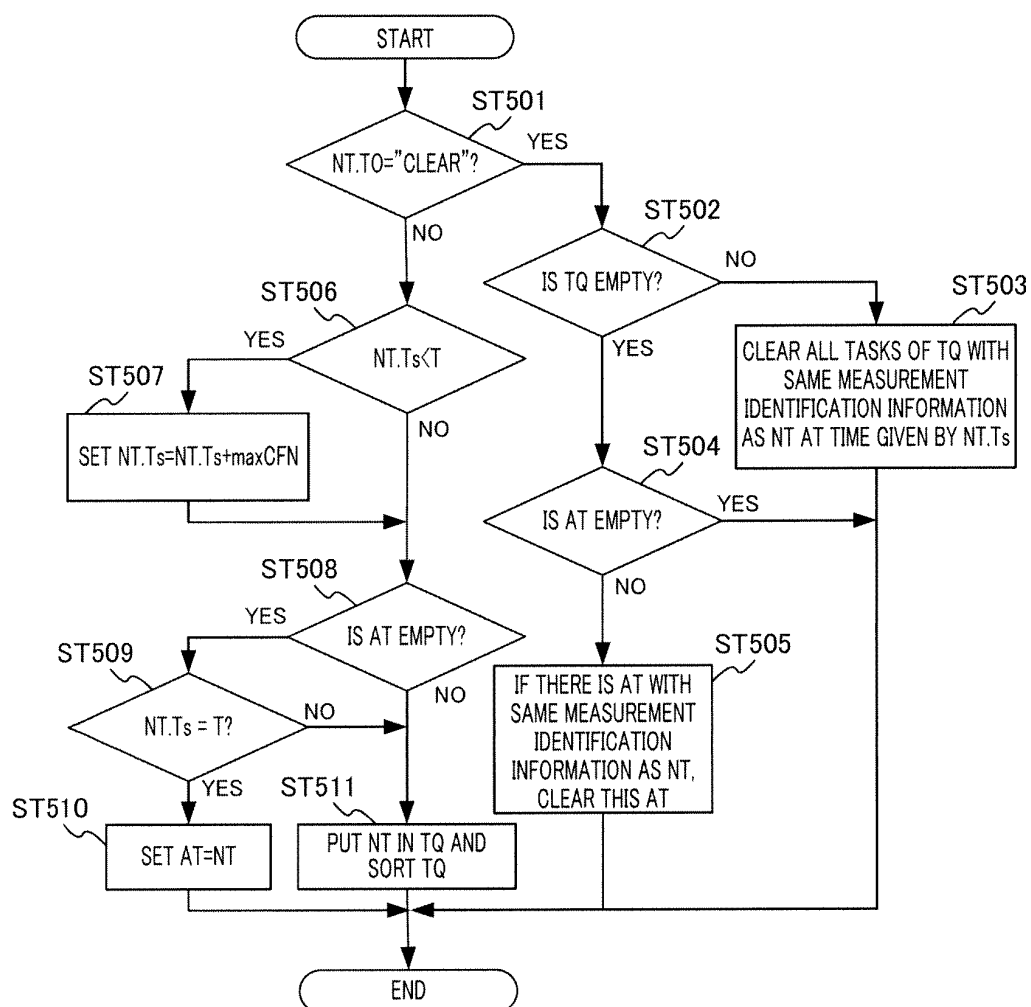 START
ST501
NT.TO="CLEAR"?
YES
NO
ST502
IS TQ EMPTY?
NO
YES
ST503
CLEAR ALL TASKS OF TQ WITH
SAME MEASUREMENT
IDENTIFICATION INFORMATION
AS NT AT TIME GIVEN BY NT.Ts
ST506
YES
NT.Ts<T
NO
ST507
SET NT.Ts=NT.Ts+maxCFN
ST504
IS AT EMPTY?
YES
NO
ST508
YES
IS AT EMPTY?
NO
ST505
IF THERE IS AT WITH
SAME MEASUREMENT
IDENTIFICATION
INFORMATION AS NT,
CLEAR THIS AT
ST509
NT.Ts = T?
NO
YES
ST510
SET AT=NT
ST511
PUT NT IN TQ AND
SORT TQ
END